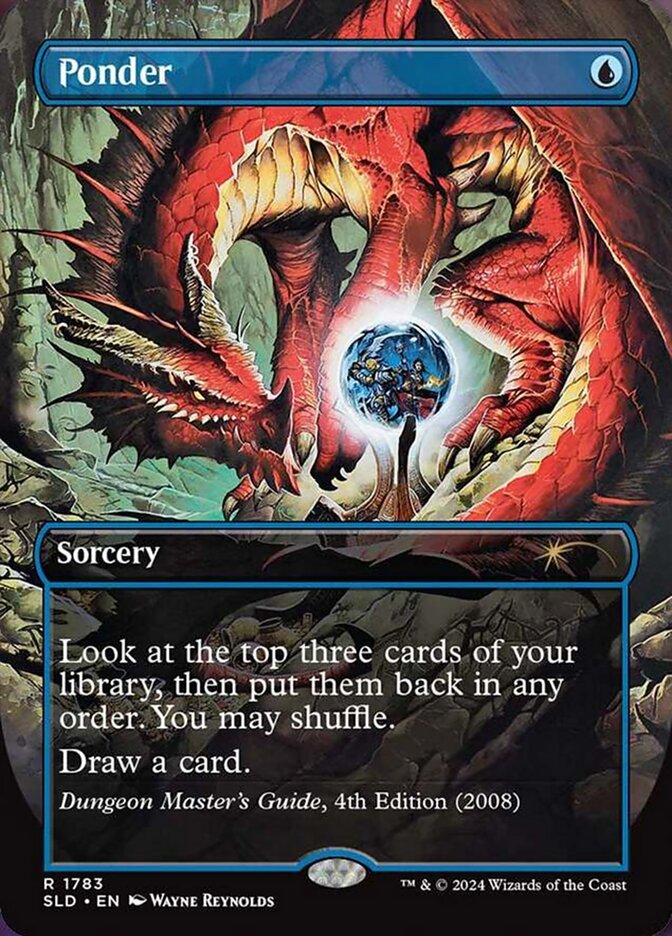 Ponder
Sorcery
Look at the top three cards of your
library, then put them back in any
order. You may shuffle.
Draw a card.
Dungeon Master's Guide, 4th Edition (2008)
R 1783
SLD • EN Wayne Reynolds
™ & © 2024 Wizards of the Coast